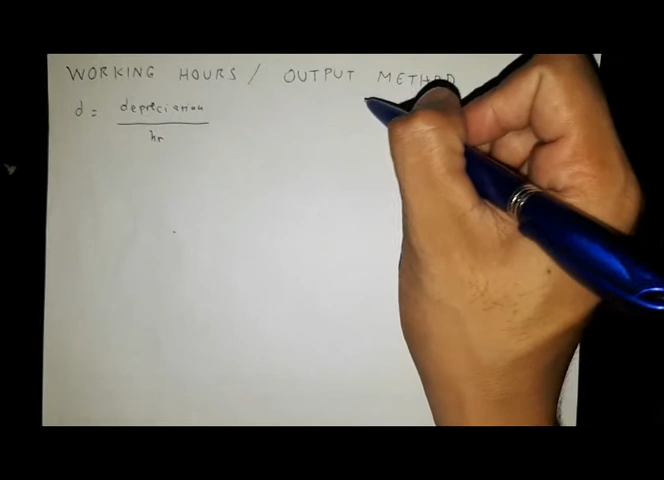 WORKING HOURS / OUTPUT METHOD
d = depreciation
hr